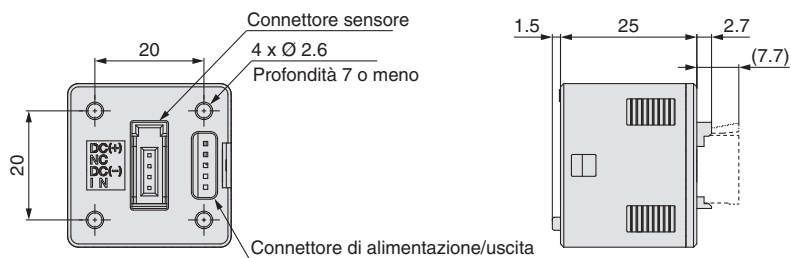 Connettore sensore
20
4 x Ø 2.6
Profondità 7 o meno
20
DC(+)
NC
DC(−)
IN
Connettore di alimentazione/uscita
1.5
25
2.7
(7.7)